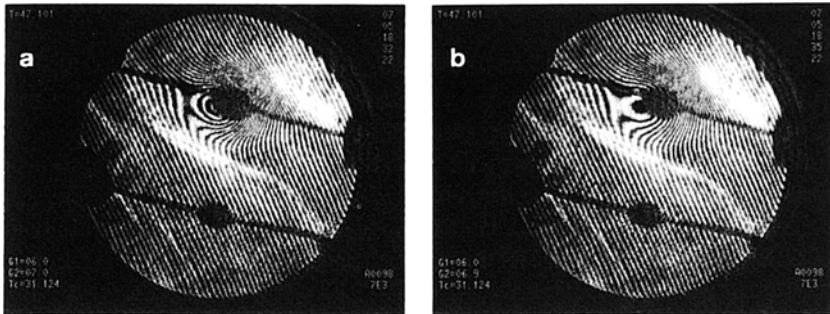 T=47.101
07
05
18
32
22
a
G1=06.0
G2=07.0
Tc=31.124
A0098
7E3
T=47.101
07
05
18
35
22
b
G1=06.0
G2=06.9
Tc=31.124
A0098
7E3